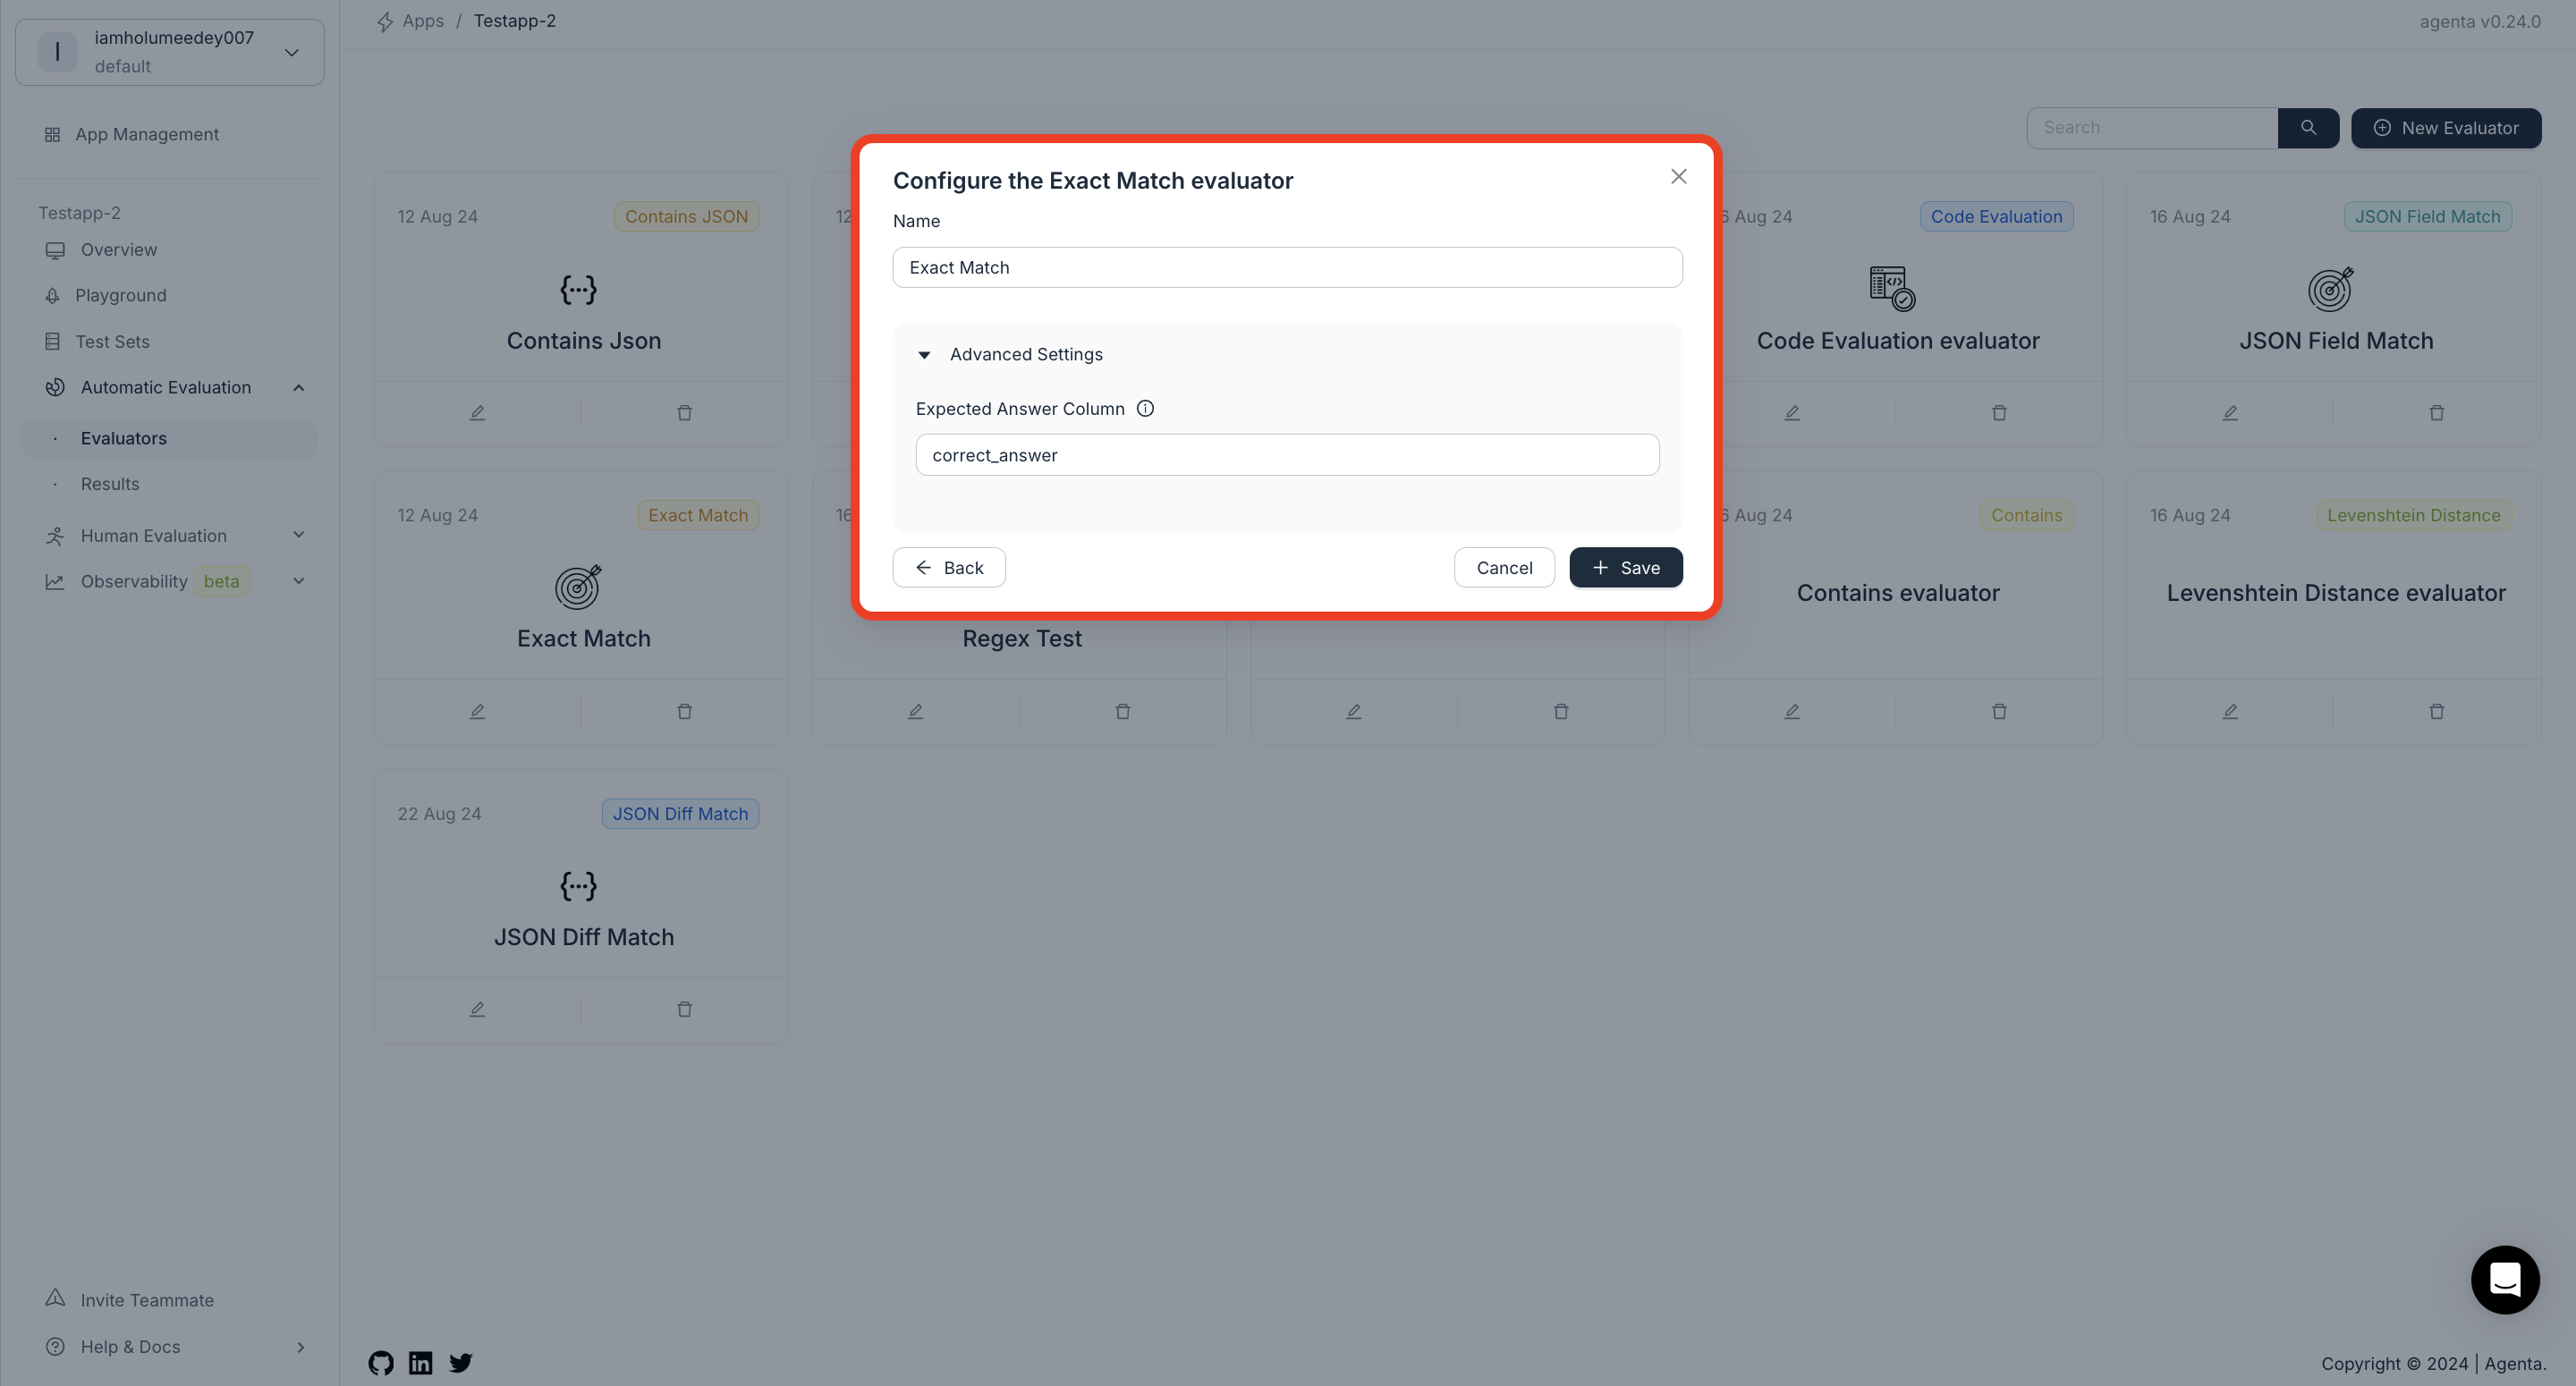 I
iamholumeedey007
default
App Management
Testapp-2
Overview
Playground
Test Sets
Automatic Evaluation
· Evaluators
· Results
Human Evaluation
Observability beta
Invite Teammate
Help & Docs
Apps / Testapp-2
agenta v0.24.0
Search
New Evaluator
Configure the Exact Match evaluator
Name
Exact Match
Advanced Settings
Expected Answer Column
correct_answer
Back
Cancel
+ Save
12 Aug 24 Contains JSON
Contains Json
12
6 Aug 24 Code Evaluation
Code Evaluation evaluator
16 Aug 24 JSON Field Match
JSON Field Match
12 Aug 24 Exact Match
Exact Match
16
Regex Test
6 Aug 24 Contains
Contains evaluator
16 Aug 24 Levenshtein Distance
Levenshtein Distance evaluator
22 Aug 24 JSON Diff Match
{···}
JSON Diff Match
in
Copyright © 2024 | Agenta.